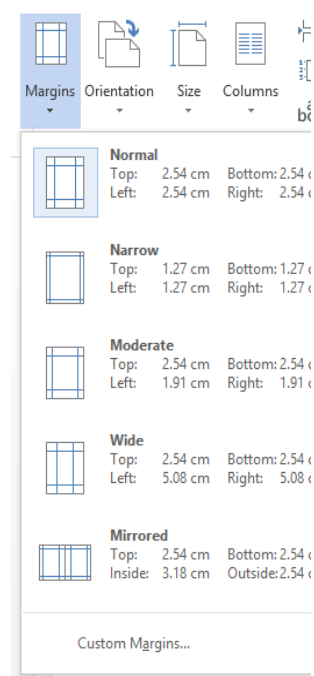 Margins Orientation Size Columns
Normal
Top: 2.54 cm Bottom: 2.54
Left: 2.54 cm Right: 2.54
Narrow
Top: 1.27 cm Bottom: 1.27
Left: 1.27 cm Right: 1.27
Moderate
Top: 2.54 cm Bottom: 2.54
Left: 1.91 cm Right: 1.91
Wide
Top: 2.54 cm Bottom: 2.54
Left: 5.08 cm Right: 5.08
Mirrored
Top: 2.54 cm Bottom: 2.54
Inside: 3.18 cm Outside: 2.54
Custom Margins...